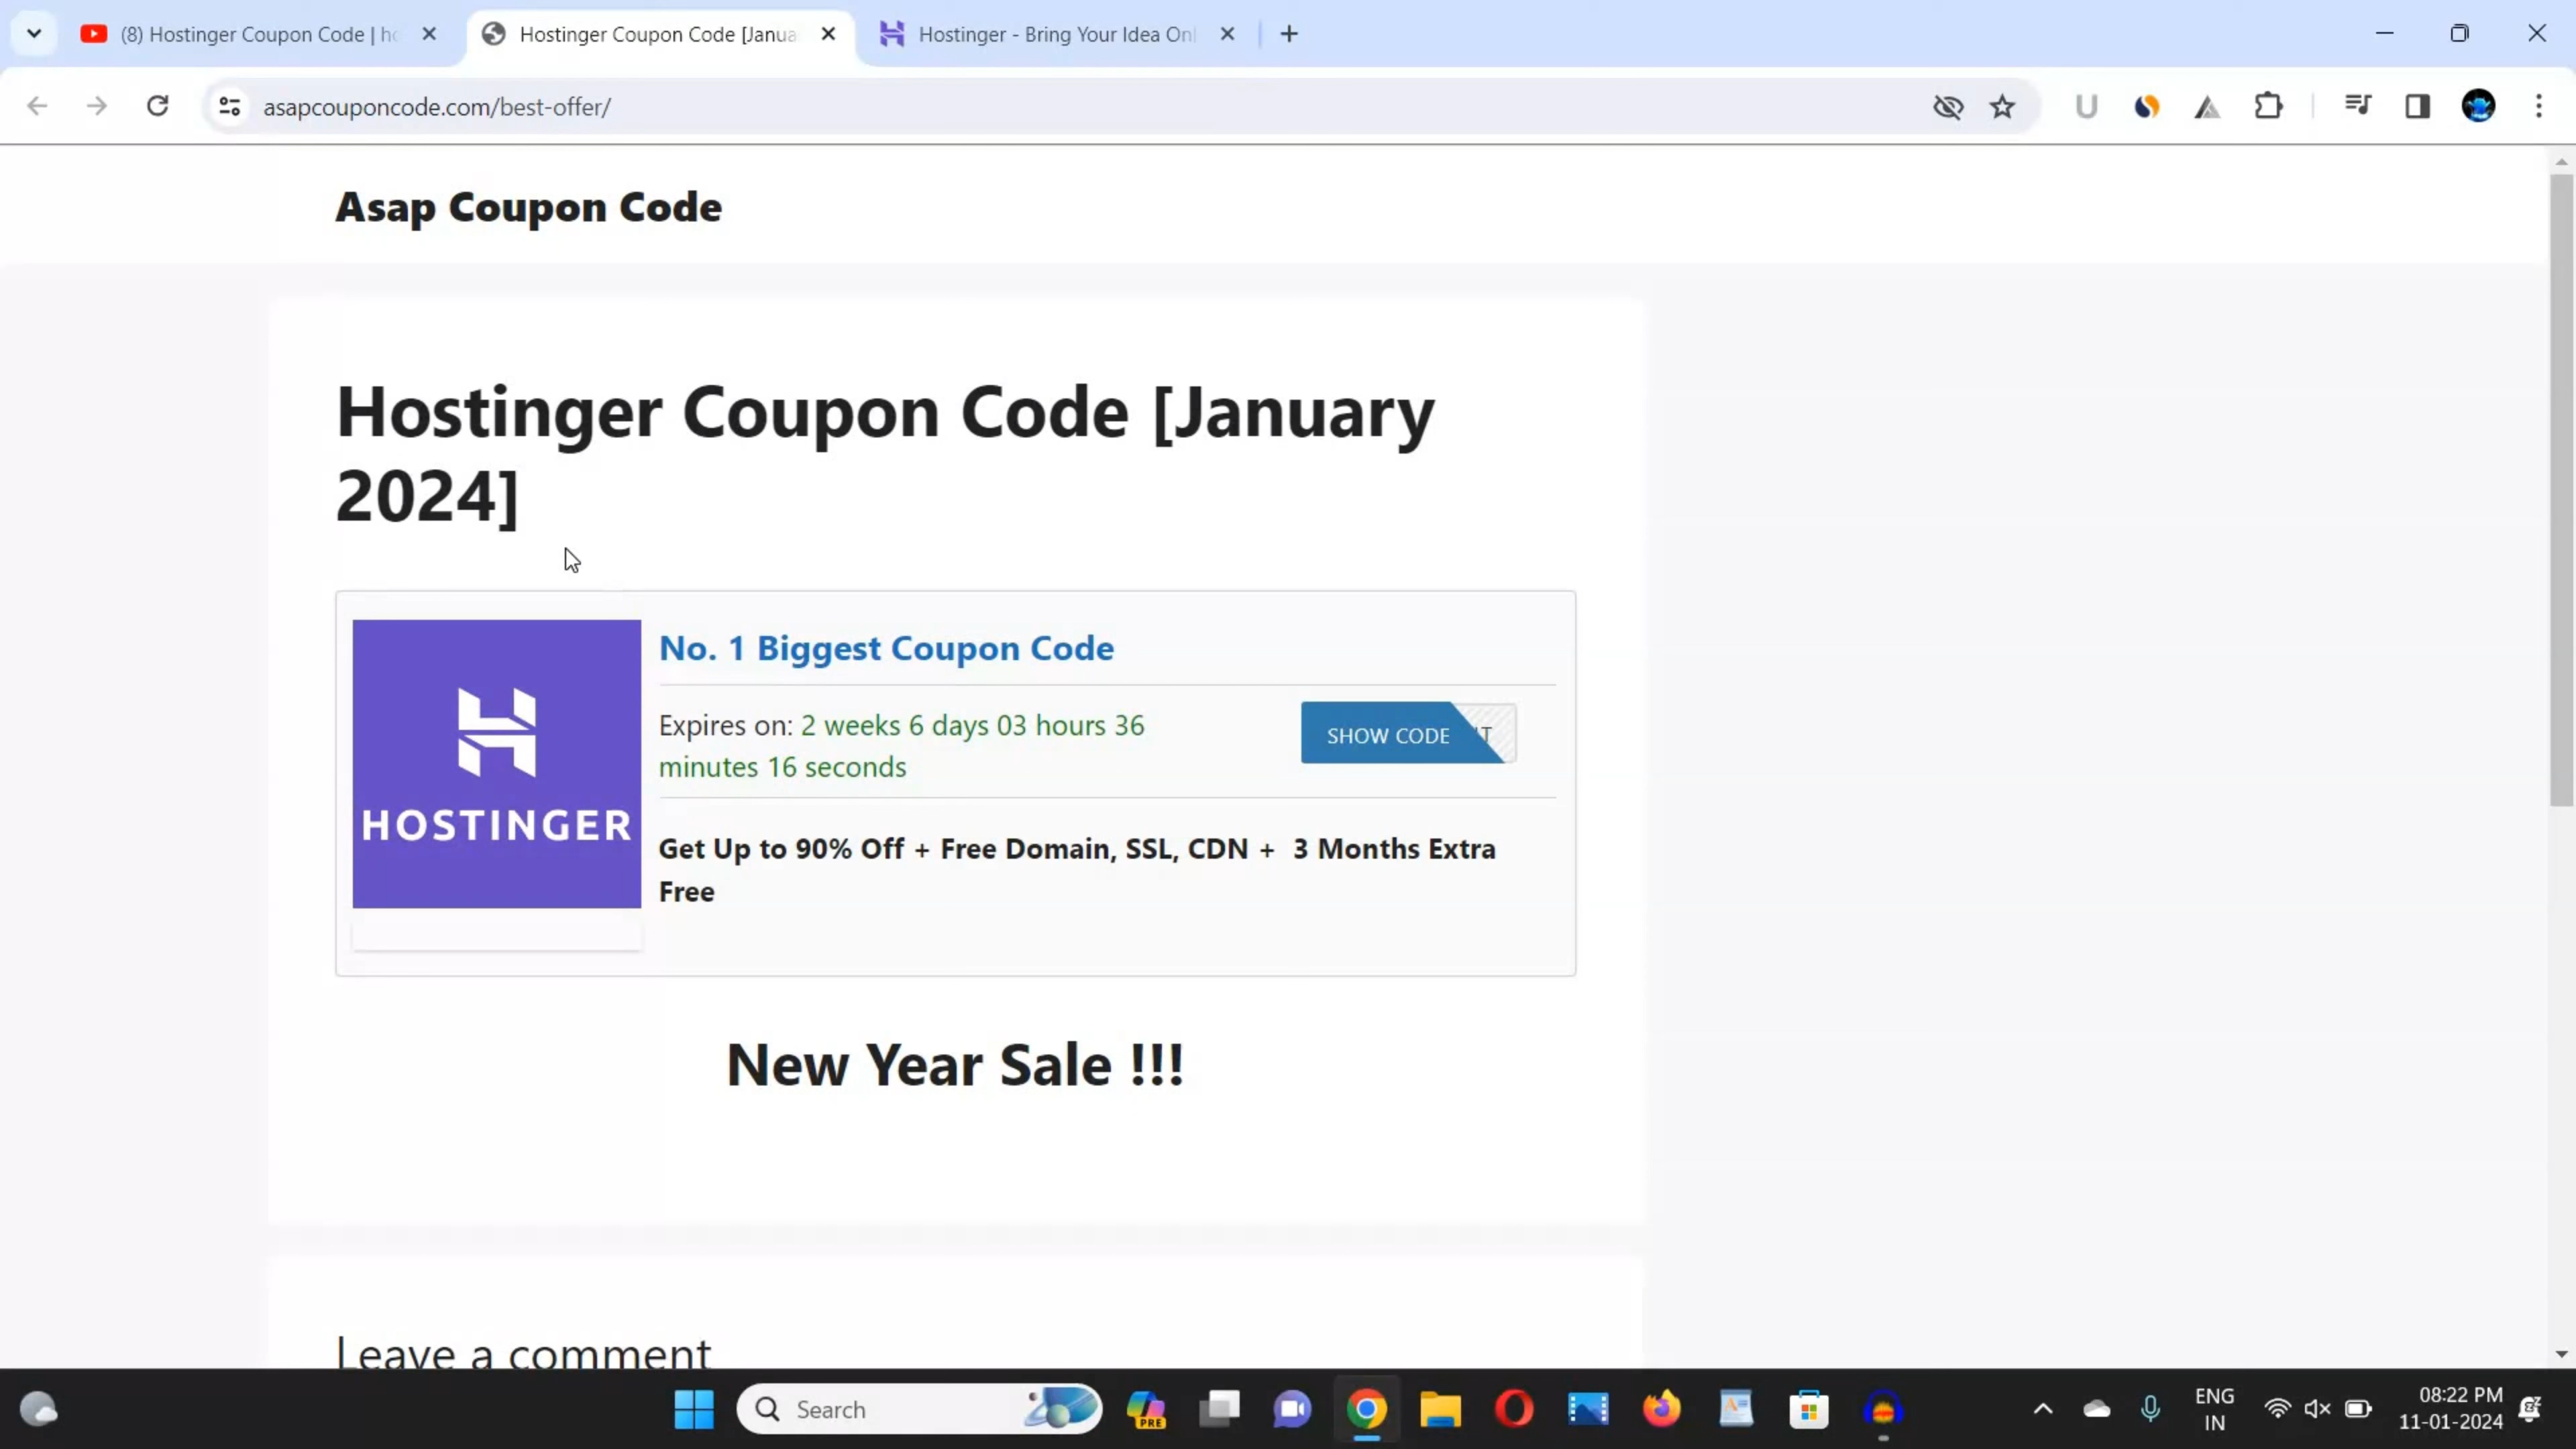 (8) Hostinger Coupon Code | ho
Hostinger Coupon Code [Janua
Hostinger - Bring Your Idea Onl
asapcouponcode.com/best-offer/
Asap Coupon Code
Hostinger Coupon Code [January
2024]
HOSTINGER
No. 1 Biggest Coupon Code
Expires on: 2 weeks 6 days 03 hours 36
minutes 16 seconds
SHOW CODE
Get Up to 90% Off + Free Domain, SSL, CDN + 3 Months Extra
Free
New Year Sale !!!
Leave a comment
Search
PRE
ENG
IN
08:22 PM
11-01-2024